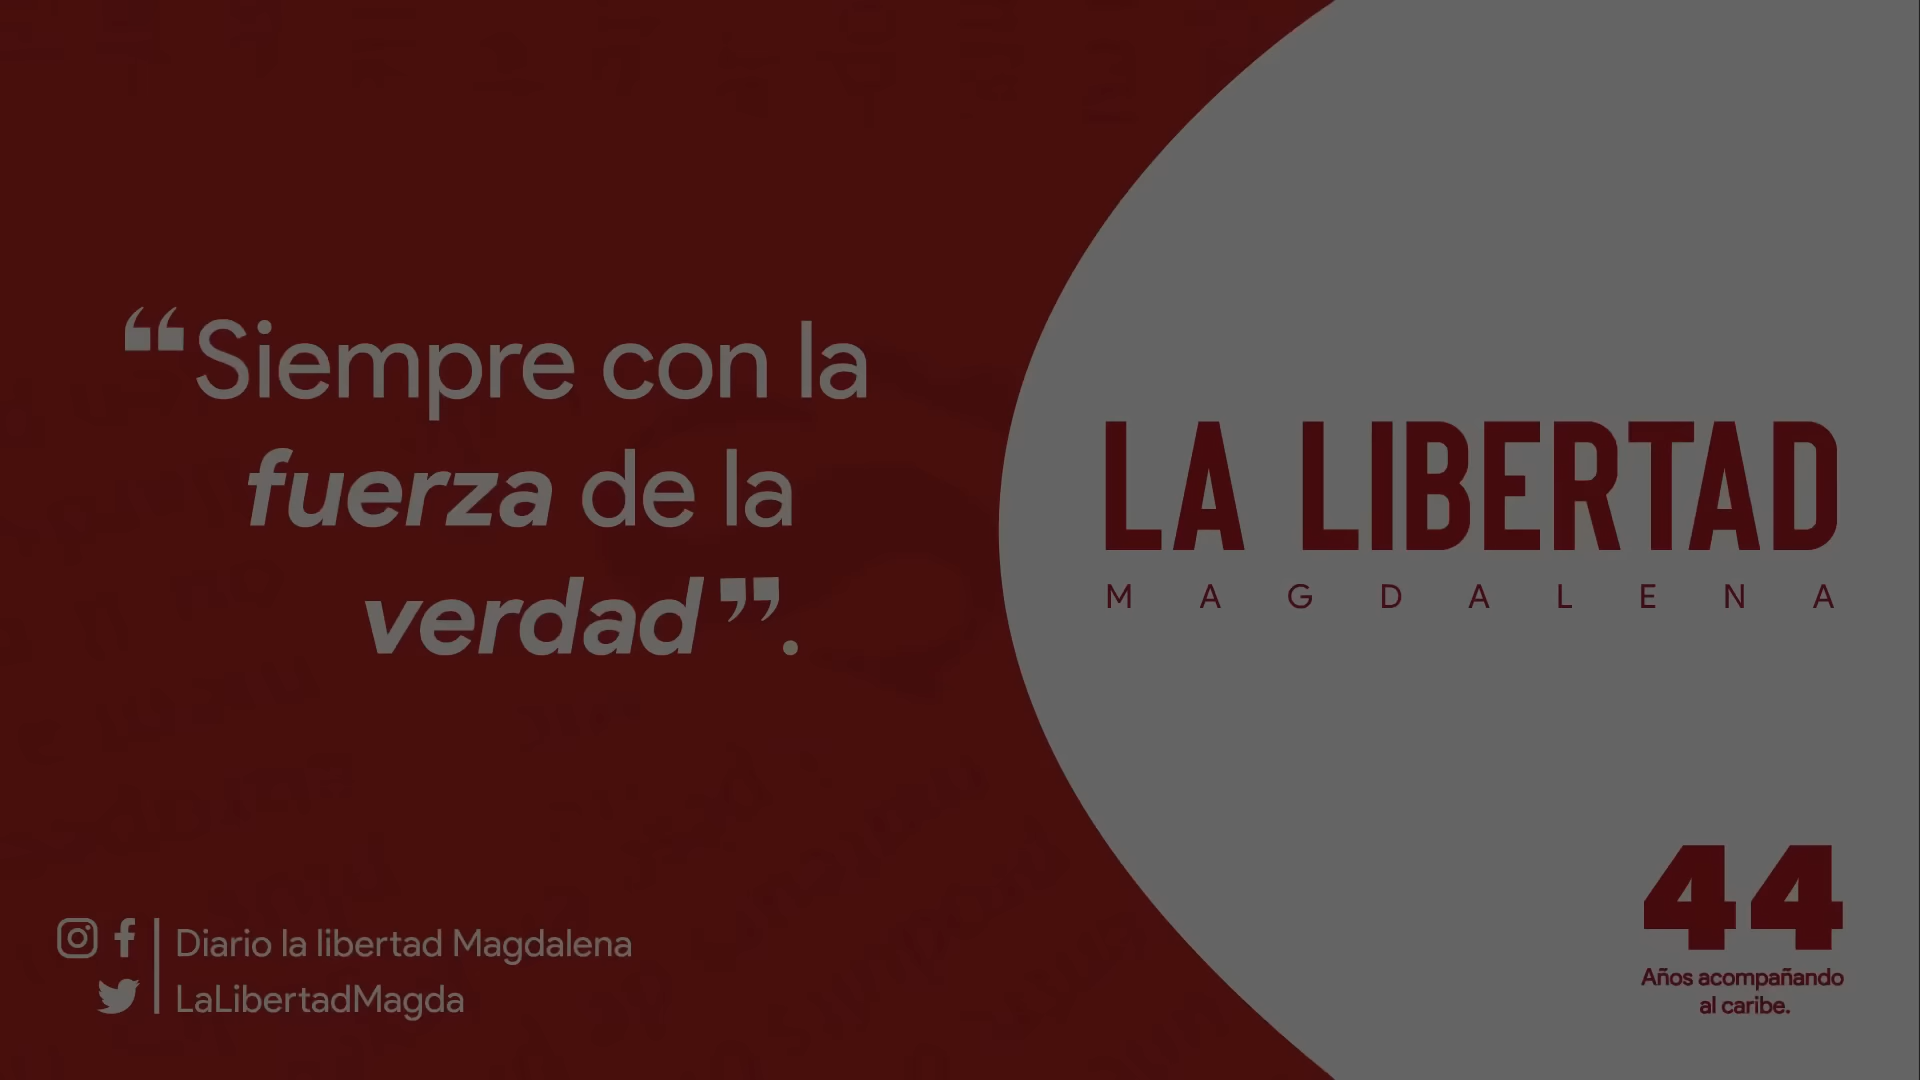 “Siempre con la
fuerza de la
verdad”.
LA LIBERTAD
MAGDALENA
44
Años acompañando
al caribe.
Diario la libertad Magdalena
LaLibertadMagda